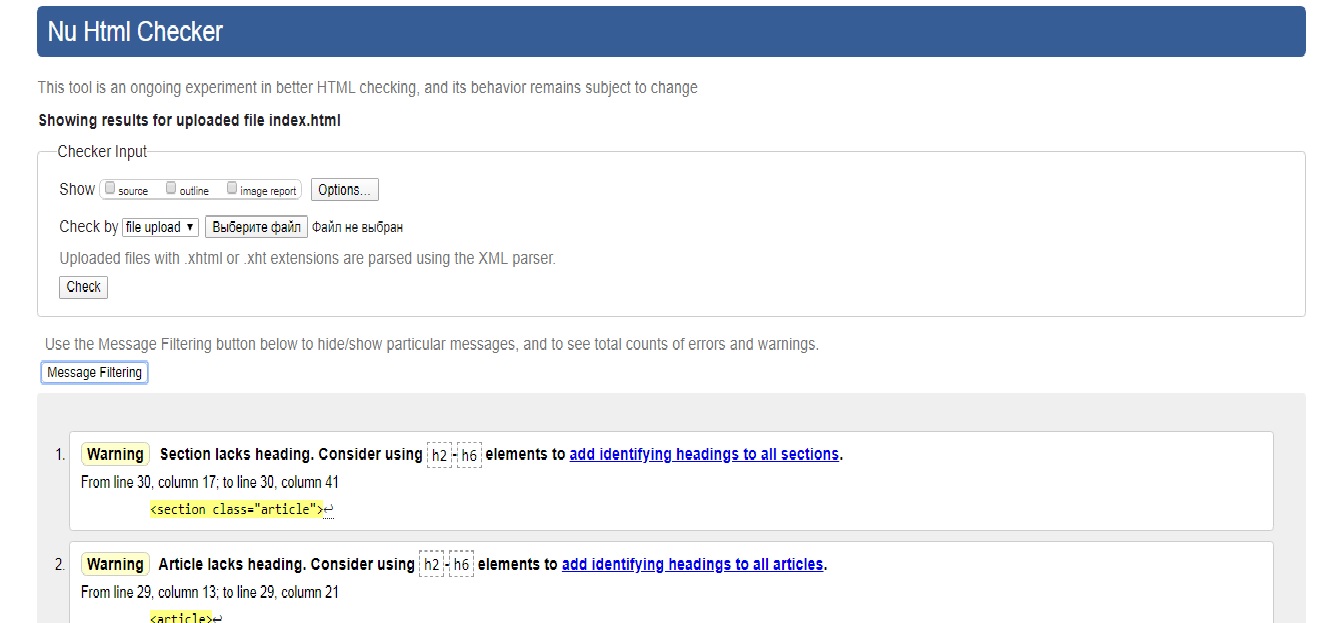 Nu Html Checker
This tool is an ongoing experiment in better HTML checking, and its behavior remains subject to change
Showing results for uploaded file index.html
Checker Input
Show source outline image report Options...
Check by file upload ▼ Выберите файл Файл не выбран
Uploaded files with .xhtml or .xht extensions are parsed using the XML parser.
Check
Use the Message Filtering button below to hide/show particular messages, and to see total counts of errors and warnings.
Message Filtering
1. Warning Section lacks heading. Consider using h2-h6 elements to add identifying headings to all sections.
From line 30, column 17; to line 30, column 41
<section class="article">↩
2. Warning Article lacks heading. Consider using h2-h6 elements to add identifying headings to all articles.
From line 29, column 13; to line 29, column 21
<article>↩